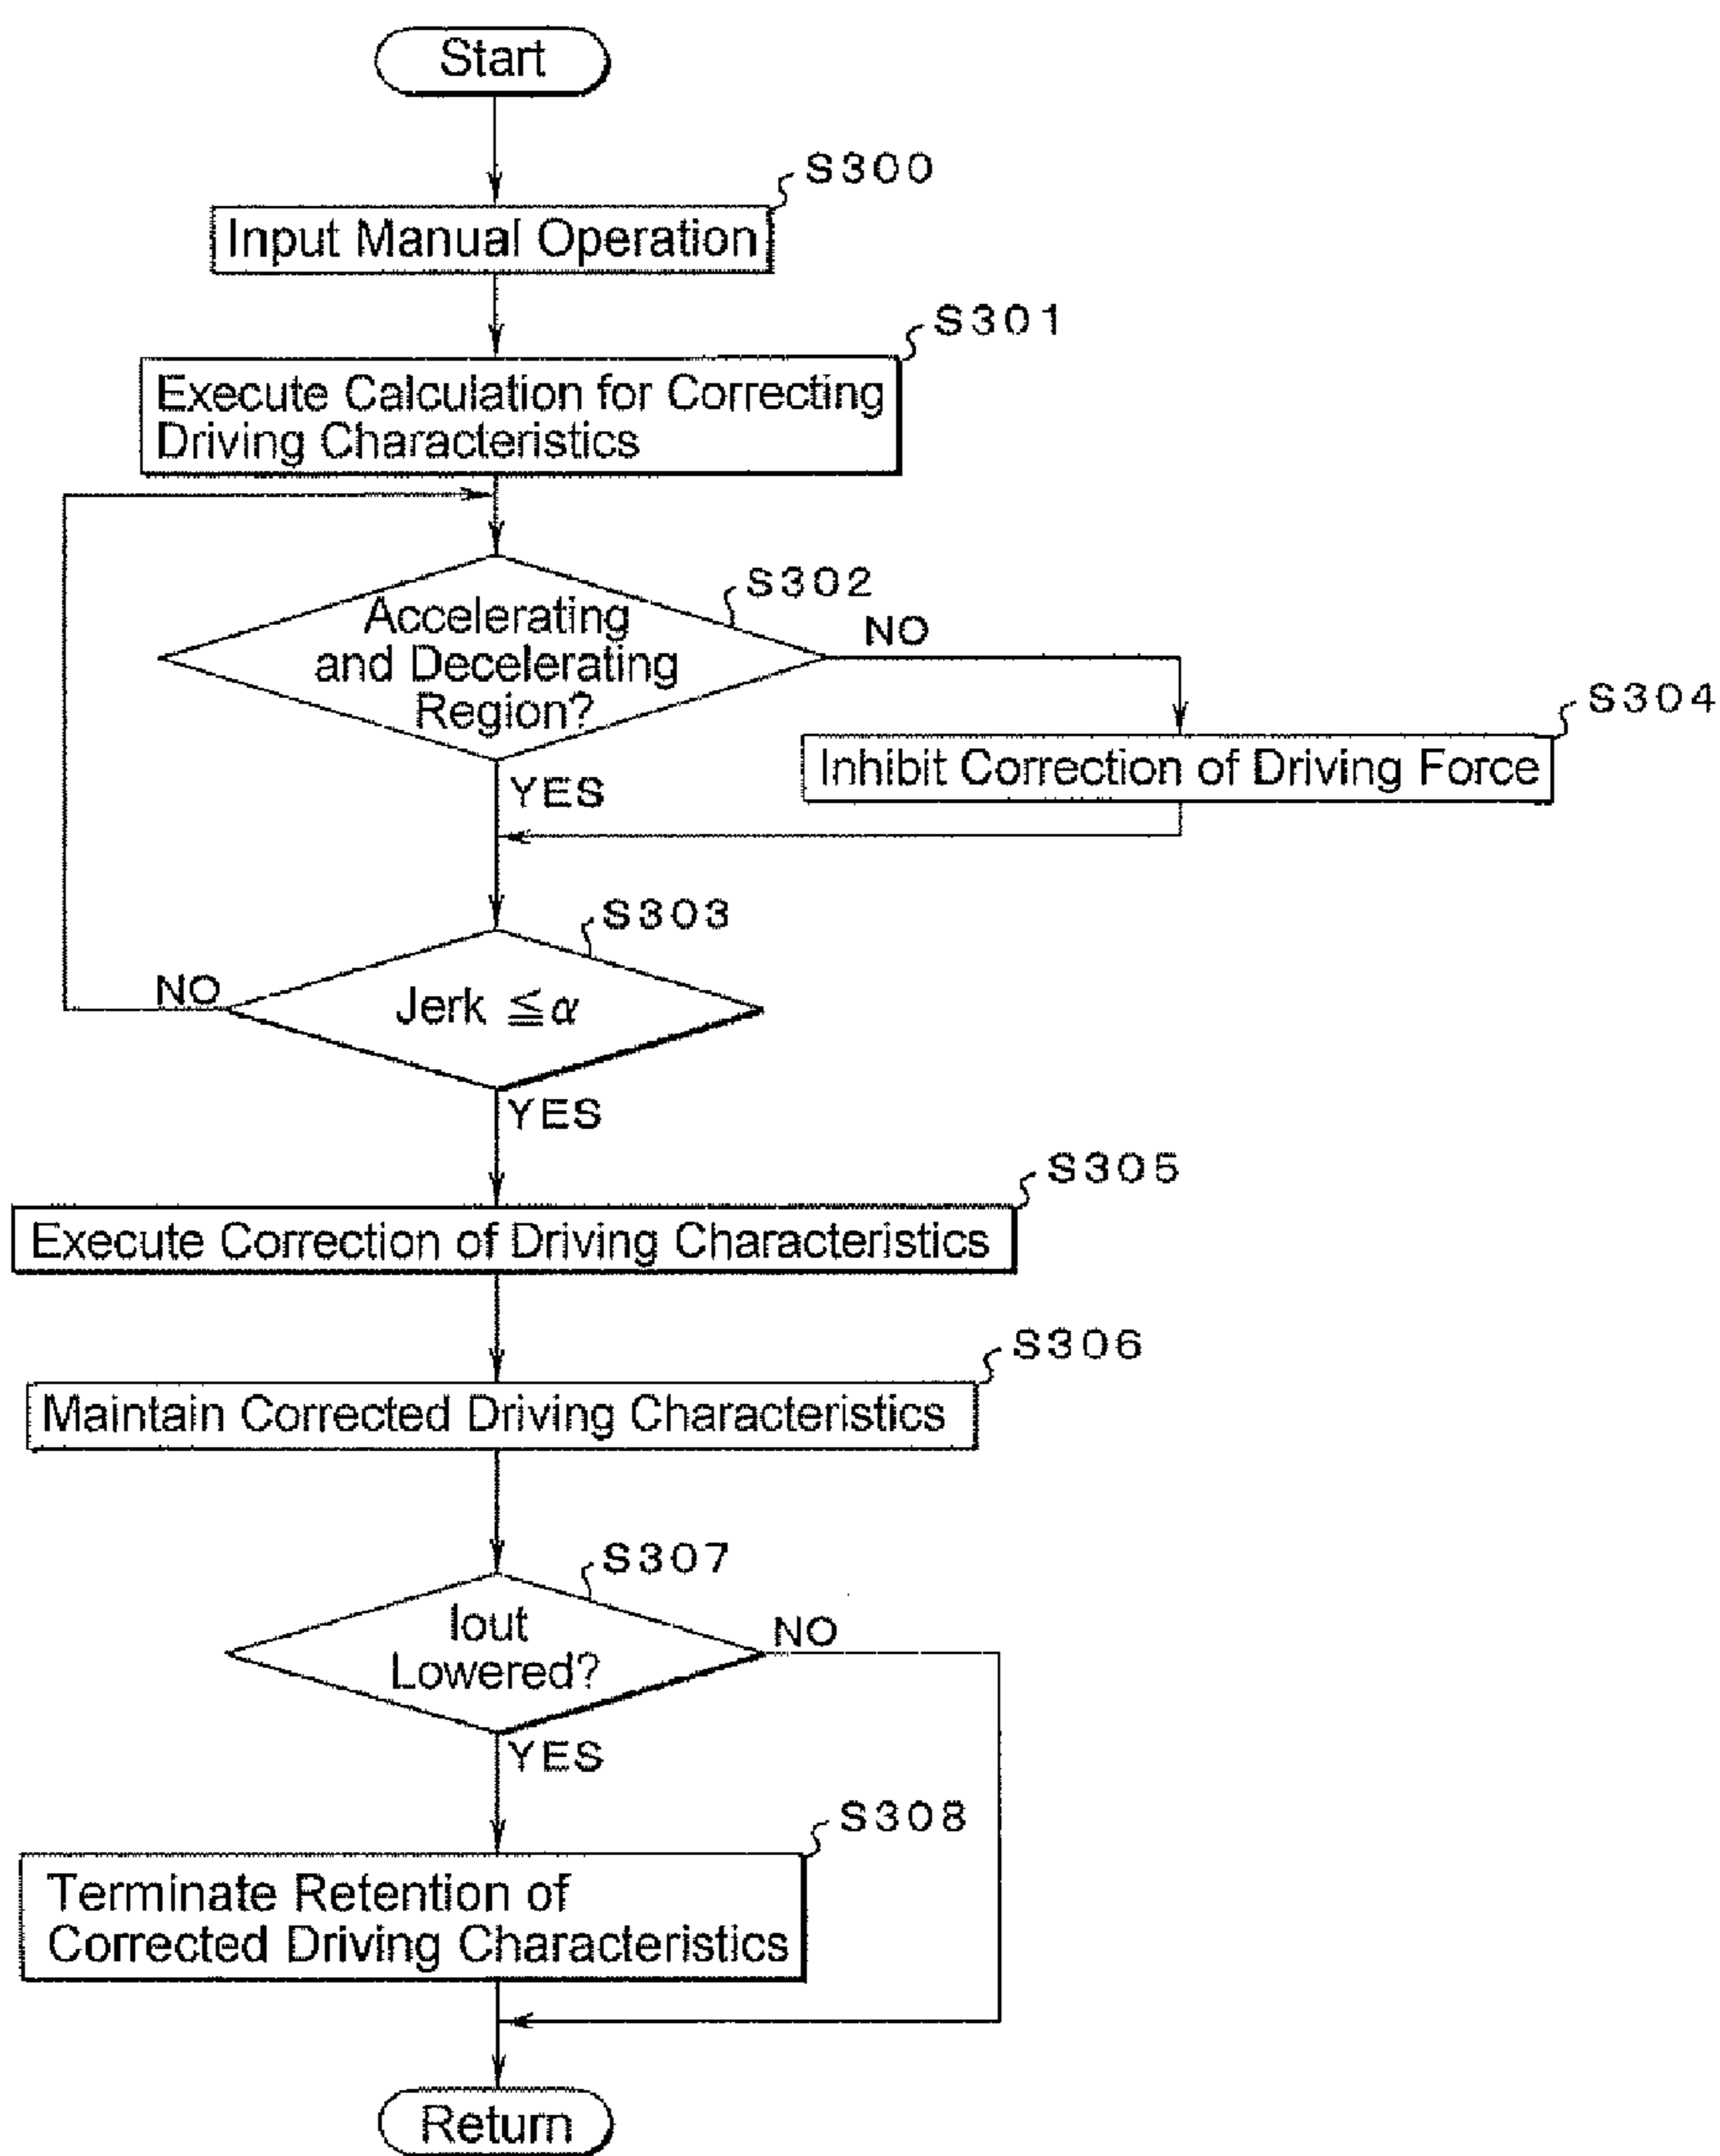 Start
S300
Input Manual Operation
S301
Execute Calculation for Correcting
Driving Characteristics
S302
Accelerating
and Decelerating
Region?
NO
YES
S304
Inhibit Correction of Driving Force
S303
Jerk ≦α
NO
YES
S305
Execute Correction of Driving Characteristics
S306
Maintain Corrected Driving Characteristics
S307
Iout
Lowered?
NO
YES
S308
Terminate Retention of
Corrected Driving Characteristics
Return